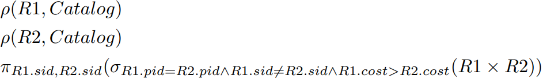 ρ(R1, Catalog)
ρ(R2, Catalog)
π_{R1.sid,R2.sid}(σ_{R1.pid=R2.pid∧R1.sid≠R2.sid∧R1.cost>R2.cost}(R1 × R2))